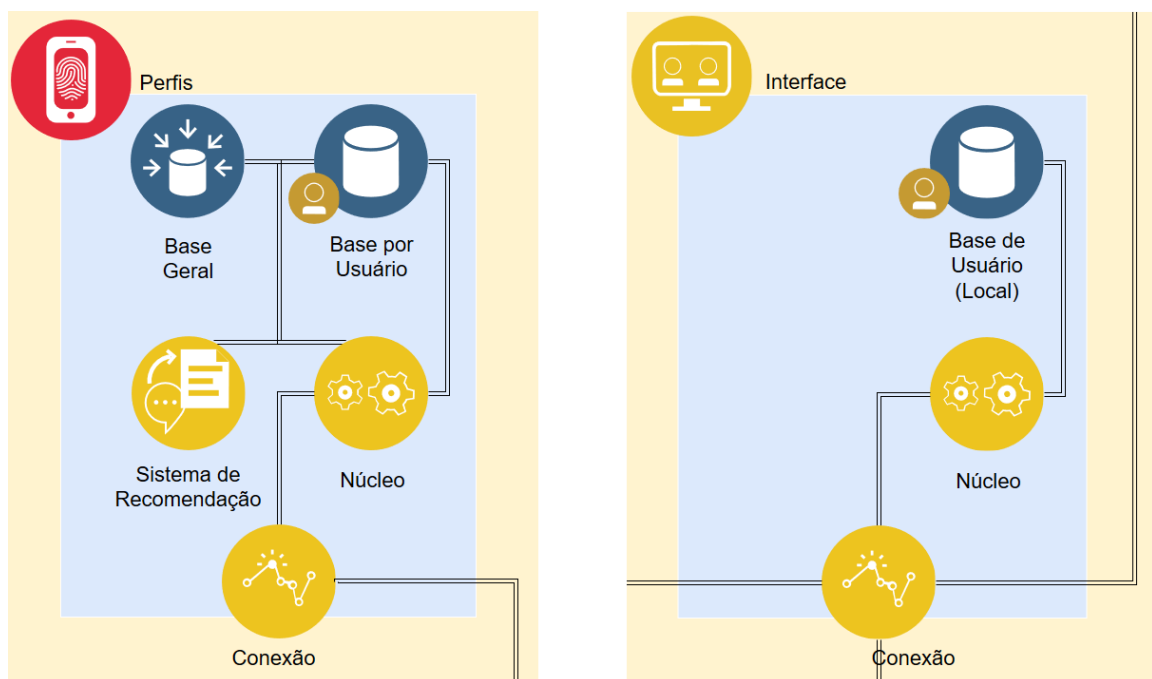 Perfis
Base
Geral
Base por
Usuário
Sistema de
Recomendação
Núcleo
Conexão
Interface
Base de
Usuário
(Local)
Núcleo
Conexão